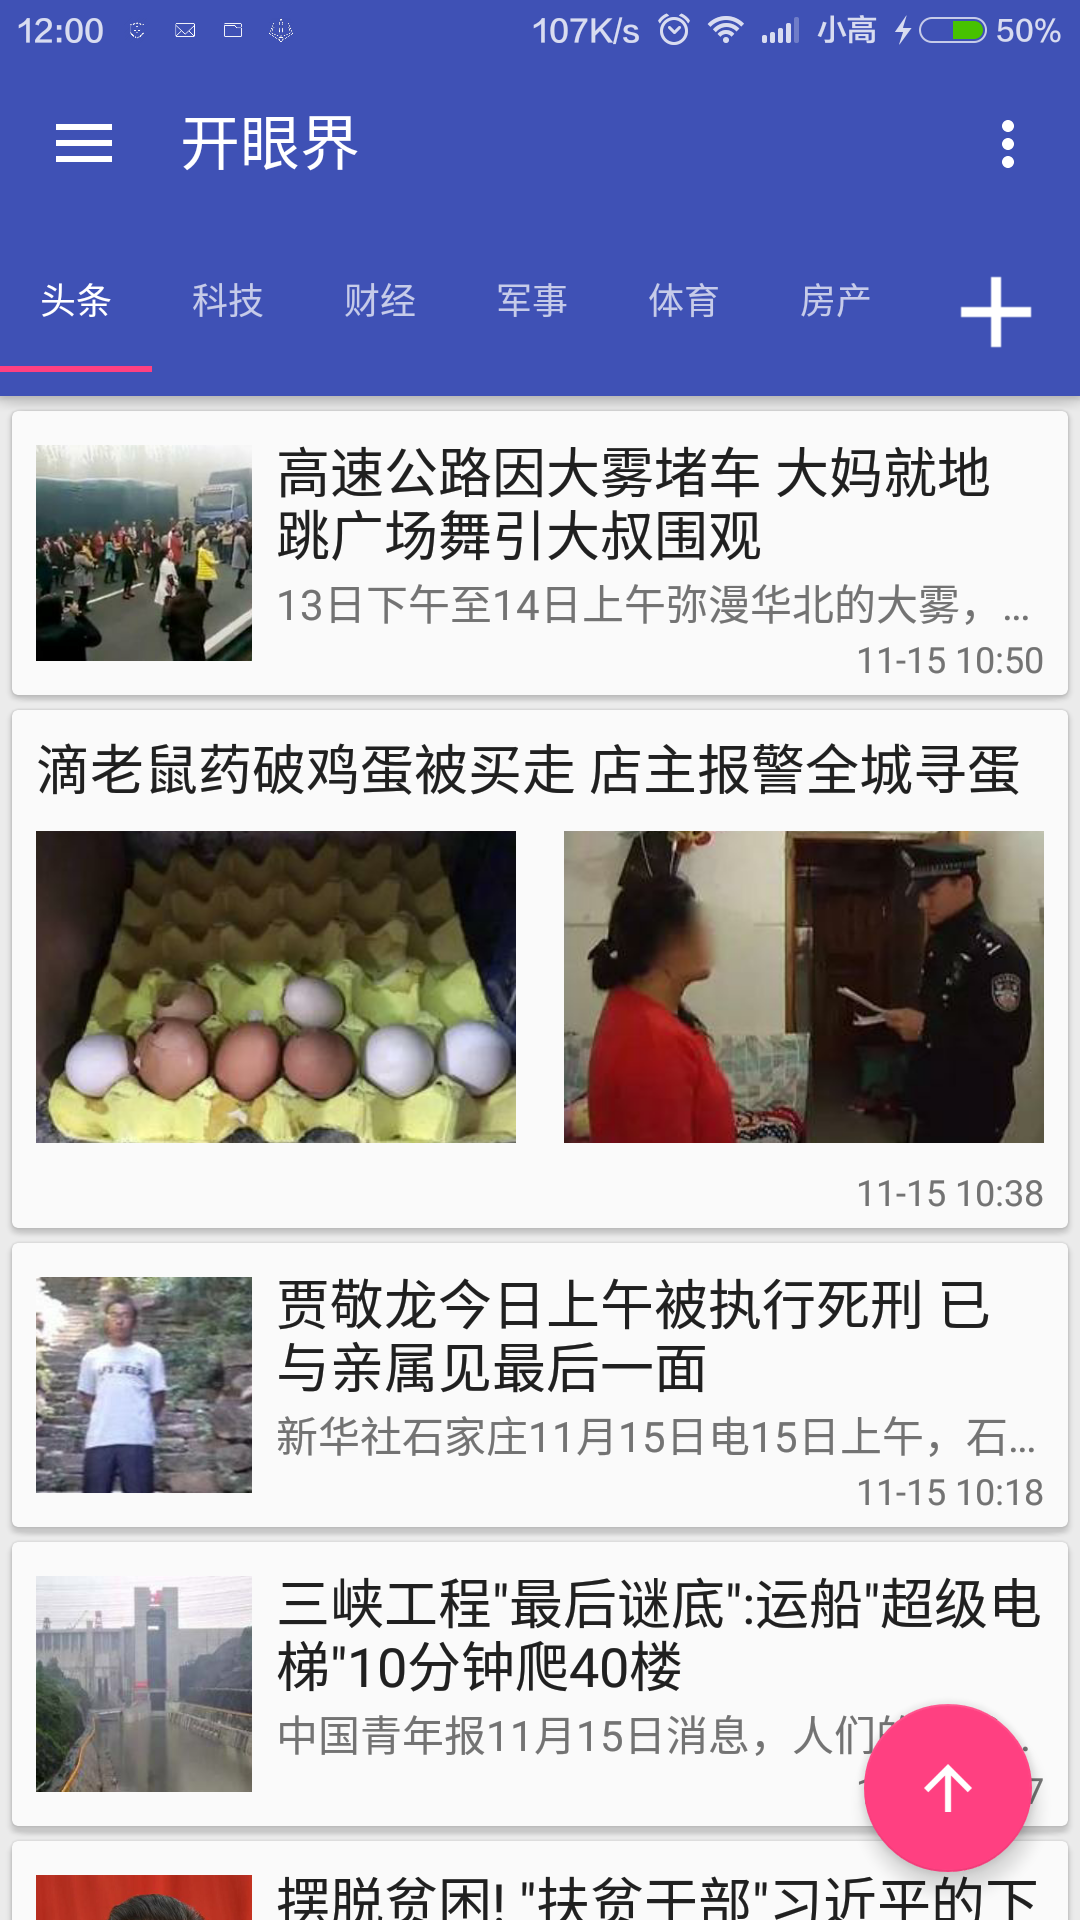 12:00 107K/s 小高 50%
开眼界
头条 科技 财经 军事 体育 房产
高速公路因大雾堵车 大妈就地
跳广场舞引大叔围观
13日下午至14日上午弥漫华北的大雾，...
11-15 10:50
滴老鼠药破鸡蛋被买走 店主报警全城寻蛋
11-15 10:38
贾敬龙今日上午被执行死刑 已
与亲属见最后一面
新华社石家庄11月15日电15日上午，石...
11-15 10:18
三峡工程"最后谜底":运船"超级电
梯"10分钟爬40楼
中国青年报11月15日消息，人们
摆脱贫困! "扶贫干部"习近平的下